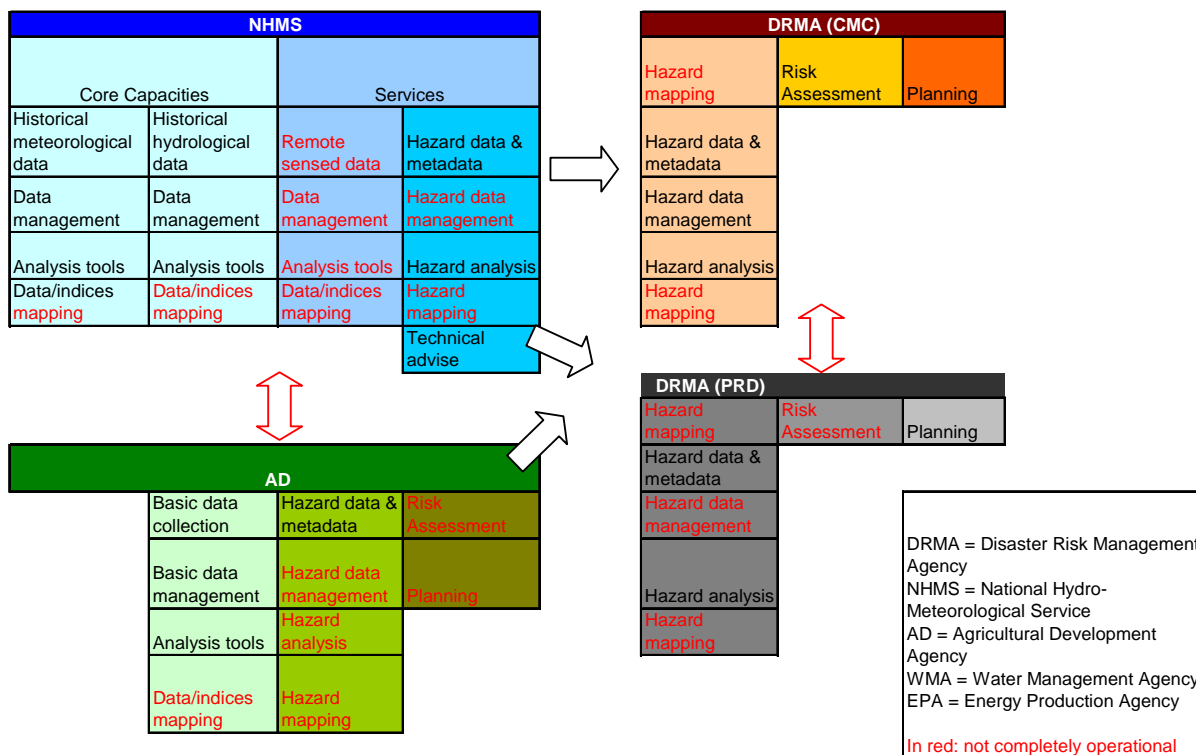 NHMS
Core Capacities
Services
Historical
meteorological
data
Historical
hydrological
data
Remote
sensed data
Hazard data &
metadata
Data
management
Data
management
Data
management
Hazard data
management
Analysis tools
Analysis tools
Analysis tools
Hazard analysis
Data/indices
mapping
Data/indices
mapping
Data/indices
mapping
Hazard
mapping
Technical
advise
DRMA (CMC)
Hazard
mapping
Risk
Assessment
Planning
Hazard data &
metadata
Hazard data
management
Hazard analysis
Hazard
mapping
DRMA (PRD)
Hazard
mapping
Risk
Assessment
Planning
Hazard data &
metadata
Hazard data
management
Hazard analysis
Hazard
mapping
AD
Basic data
collection
Hazard data &
metadata
Risk
Assessment
Basic data
management
Hazard data
management
Planning
Analysis tools
Hazard
analysis
Data/indices
mapping
Hazard
mapping
DRMA = Disaster Risk Management
Agency
NHMS = National Hydro-
Meteorological Service
AD = Agricultural Development
Agency
WMA = Water Management Agency
EPA = Energy Production Agency
In red: not completely operational